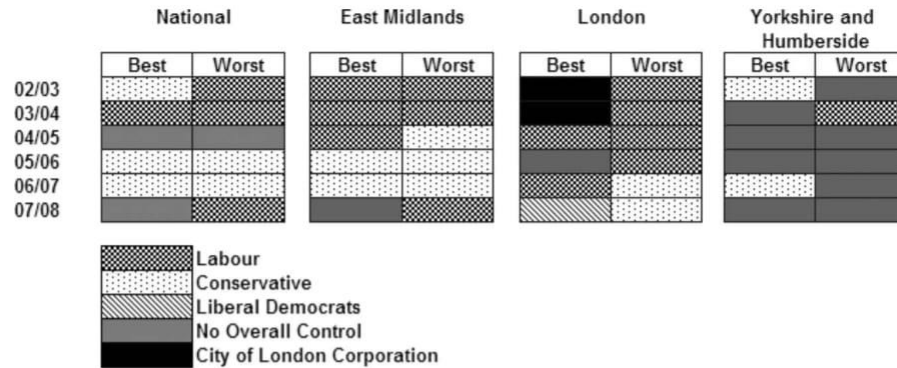 National East Midlands London Yorkshire and
Humberside
Best Worst Best Worst Best Worst Best Worst
02/03
03/04
04/05
05/06
06/07
07/08
Labour
Conservative
Liberal Democrats
No Overall Control
City of London Corporation